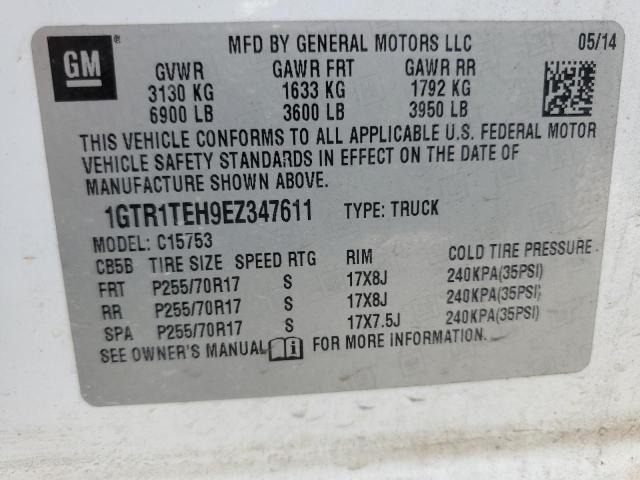 GM ®
MFD BY GENERAL MOTORS LLC 05/14
GVWR GAWR FRT GAWR RR
3130 KG 1633 KG 1792 KG
6900 LB 3600 LB 3950 LB
THIS VEHICLE CONFORMS TO ALL APPLICABLE U.S. FEDERAL MOTOR
VEHICLE SAFETY STANDARDS IN EFFECT ON THE DATE OF
MANUFACTURE SHOWN ABOVE.
1GTR1TEH9EZ347611 TYPE: TRUCK
MODEL: C15753
CB5B TIRE SIZE SPEED RTG RIM COLD TIRE PRESSURE
FRT P255/70R17 S 17X8J 240KPA(35PSI)
RR P255/70R17 S 17X8J 240KPA(35PSI)
SPA P255/70R17 S 17X7.5J 240KPA(35PSI)
SEE OWNER'S MANUAL i FOR MORE INFORMATION.